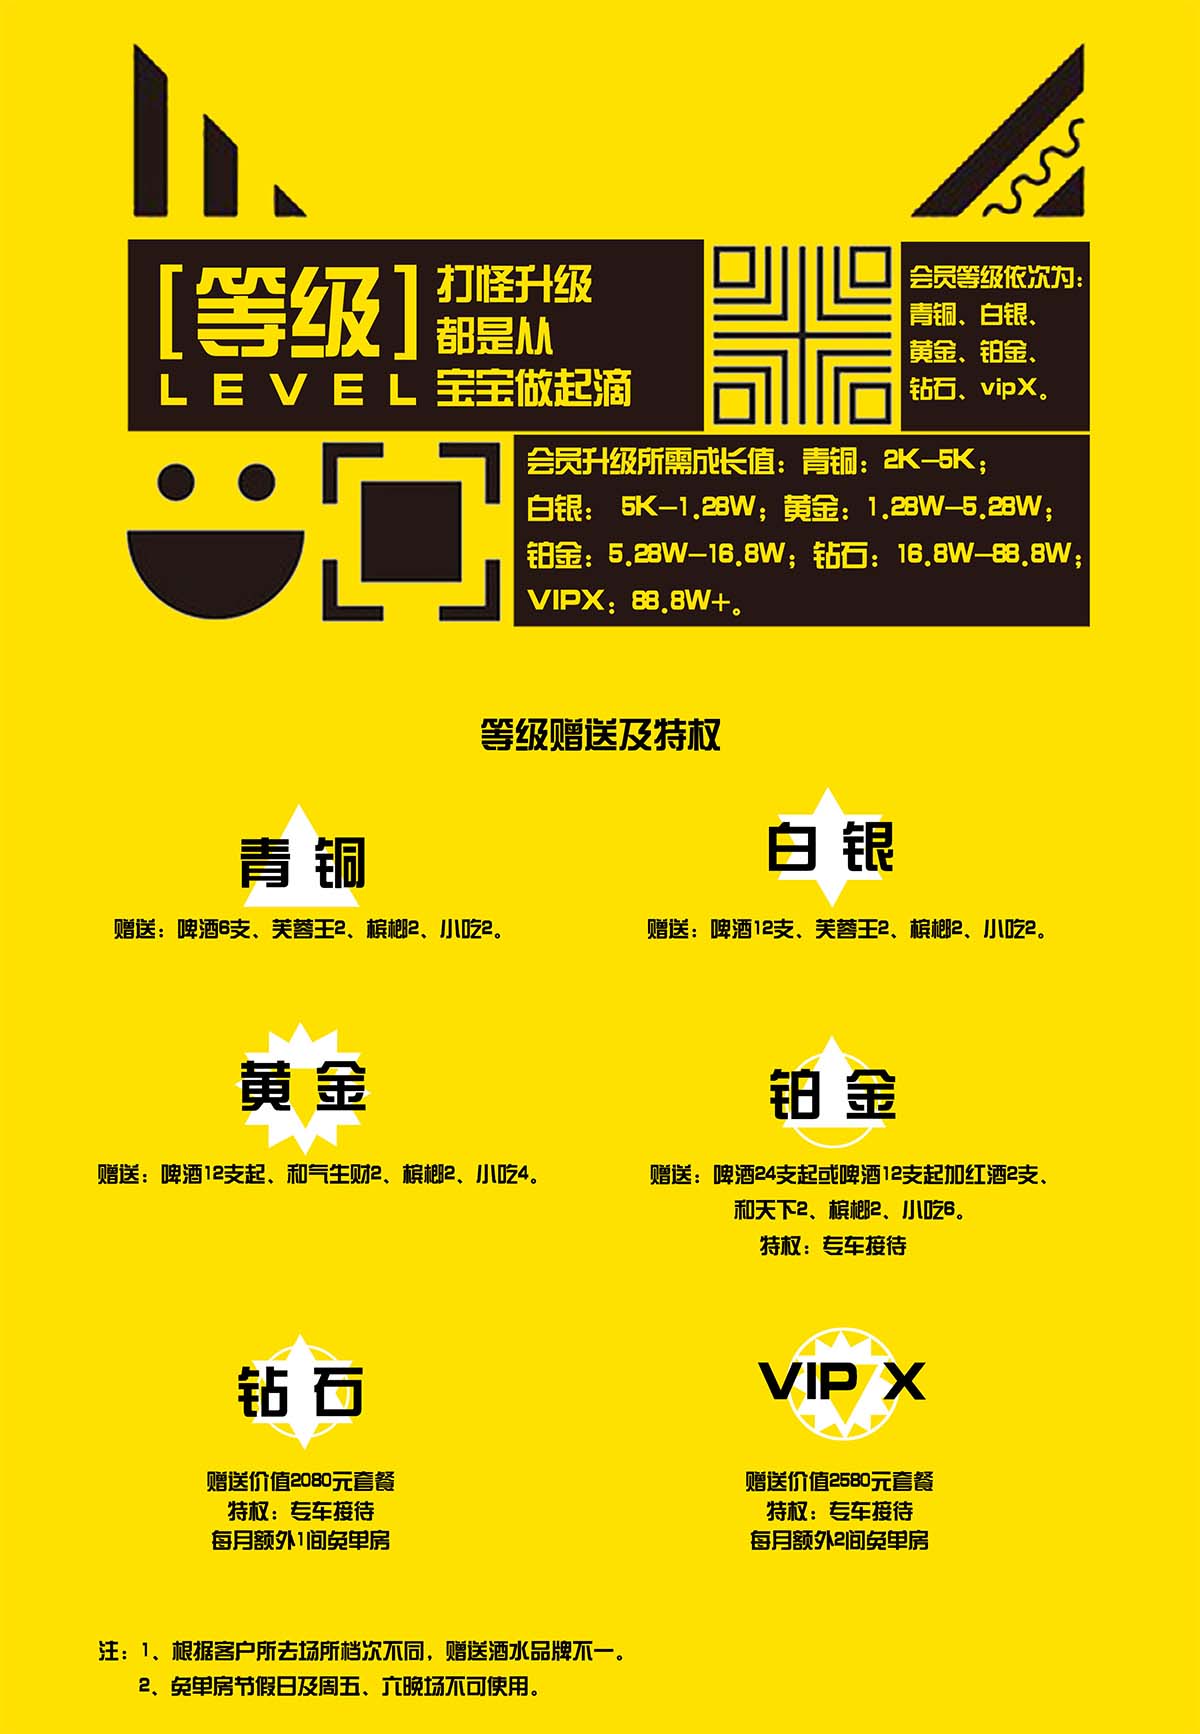 [等级]
LEVEL
打怪升级
都是从
宝宝做起滴
会员等级依次为：
青铜、白银、
黄金、铂金、
钻石、vipX。
会员升级所需成长值：青铜：2K-5K；
白银： 5K-1.28W；黄金：1.28W-5.28W；
铂金：5.28W-16.8W；钻石：16.8W-88.8W；
VIPX：88.8W+。
等级赠送及特权
青 铜
赠送：啤酒6支、芙蓉王2、槟榔2、小吃2。
白 银
赠送：啤酒12支、芙蓉王2、槟榔2、小吃2。
黄 金
赠送：啤酒12支起、和气生财2、槟榔2、小吃4。
铂 金
赠送：啤酒24支起或啤酒12支起加红酒2支、
和天下2、槟榔2、小吃6。
特权：专车接待
钻 石
赠送价值2080元套餐
特权：专车接待
每月额外1间免单房
VIP X
赠送价值2580元套餐
特权：专车接待
每月额外2间免单房
注：1、根据客户所去场所档次不同，赠送酒水品牌不一。
2、免单房节假日及周五、六晚场不可使用。